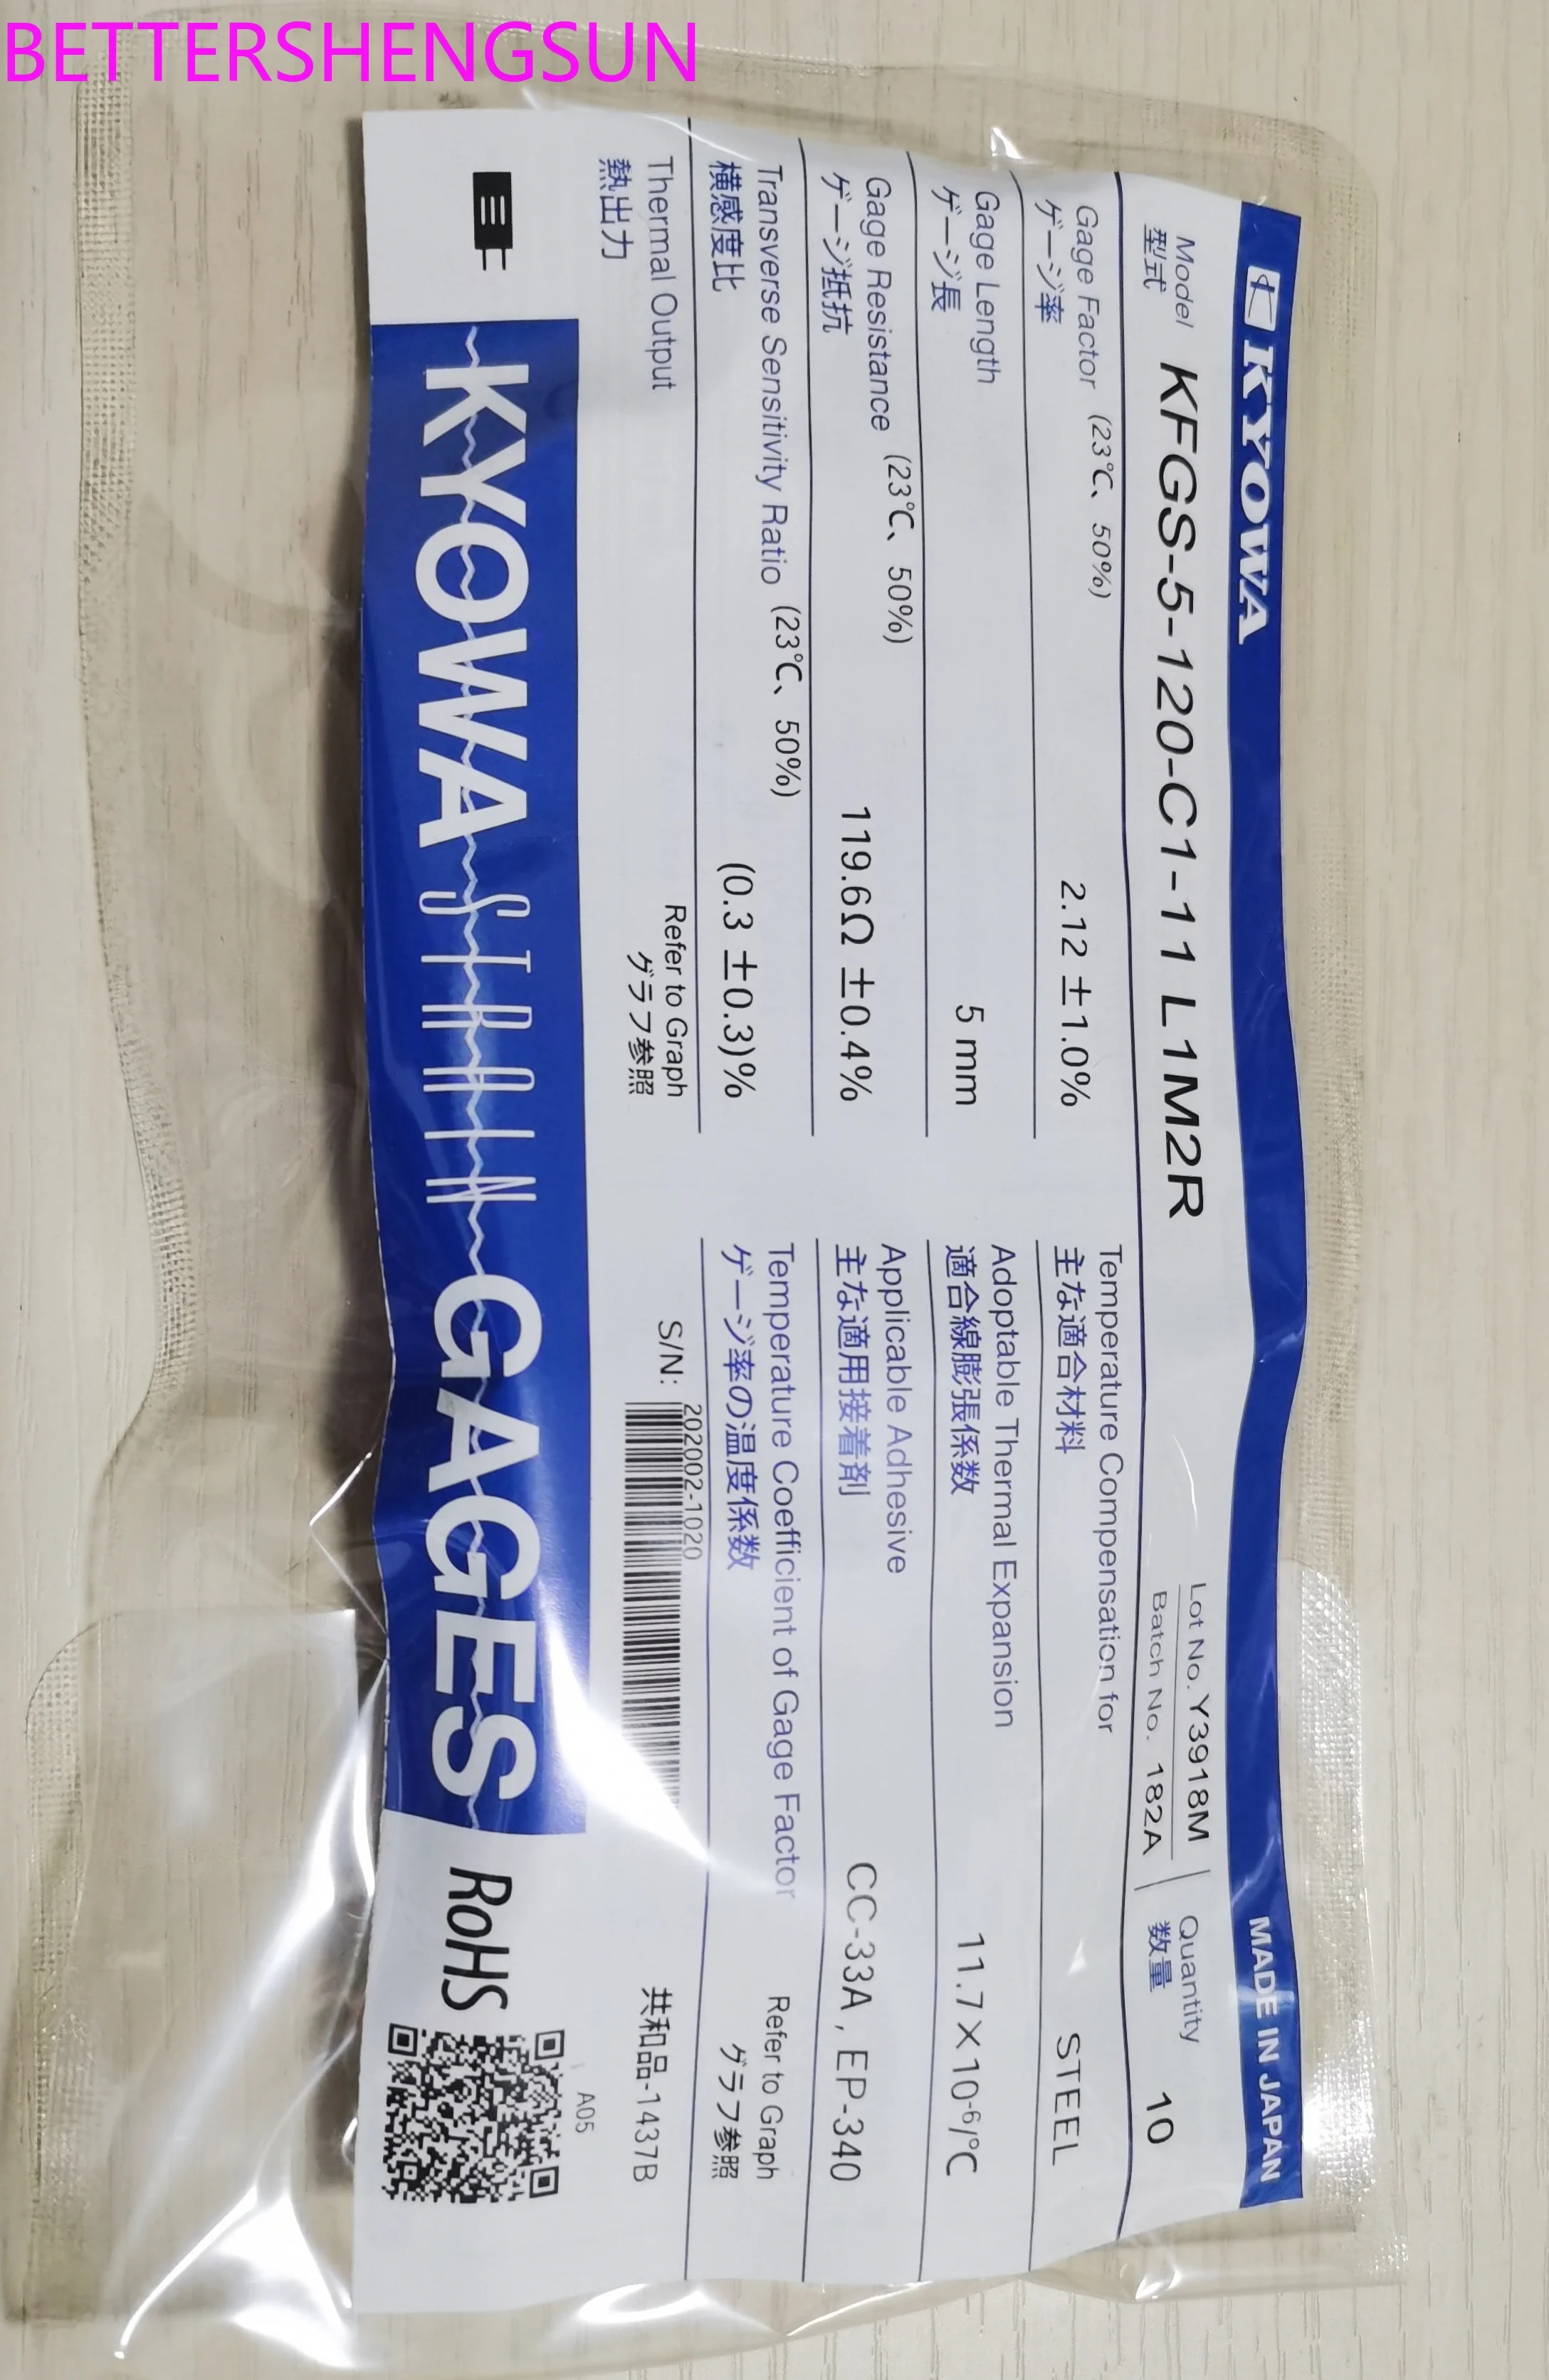 BETTERSHENGSUN
KYOWA
MADE IN JAPAN
Model
型式
KFGS-5-120-C1-11 L1M2R
Lot No. Y3918M
Batch No. 182A
Quantity
数量
10
Gage Factor (23℃、50%)
ゲージ率
2.12 ±1.0%
Gage Length
ゲージ長
5 mm
Gage Resistance (23℃、50%)
ゲージ抵抗
119.6Ω ±0.4%
Transverse Sensitivity Ratio (23℃、50%)
横感度比
(0.3 ±0.3)%
Thermal Output
熱出力
Refer to Graph
グラフ参照
Temperature Compensation for
主な適合材料
STEEL
Adoptable Thermal Expansion
適合線膨張係数
11.7×10⁻⁶/℃
Applicable Adhesive
主な適用接着剤
CC-33A , EP-340
Temperature Coefficient of Gage Factor
ゲージ率の温度係数
Refer to Graph
グラフ参照
S/N:
202002-1020
共和品-1437B
KYOWA STRAIN GAGES
RoHS
A05